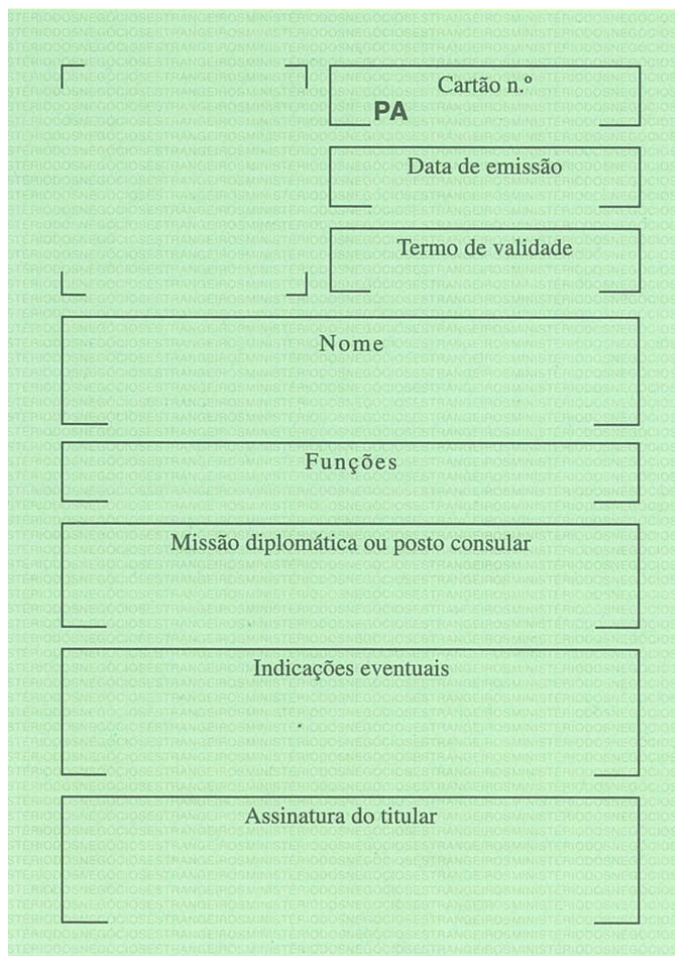 Cartão n.º
PA
Data de emissão
Termo de validade
Nome
Funções
Missão diplomática ou posto consular
Indicações eventuais
Assinatura do titular